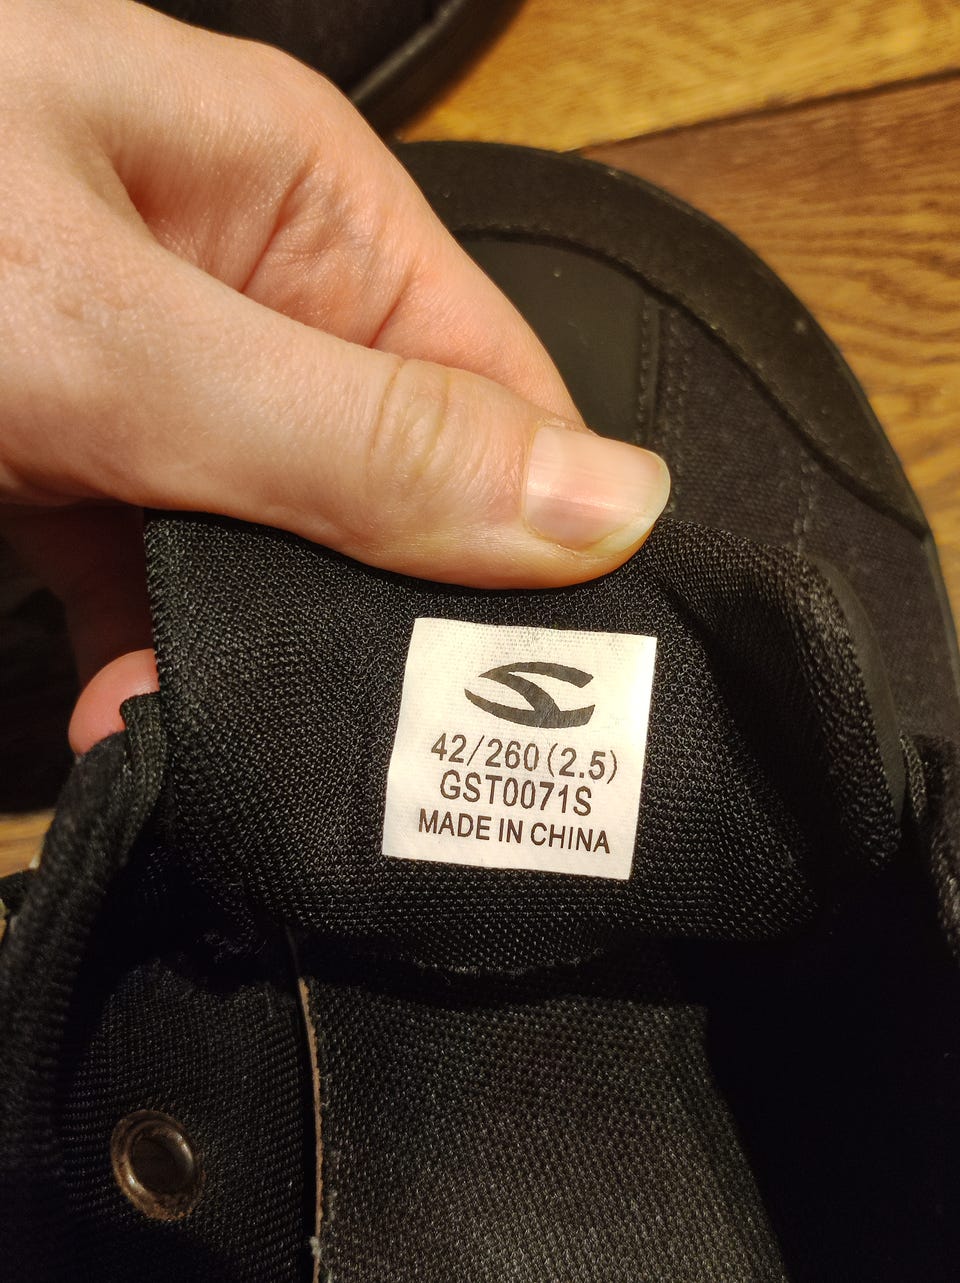 42/260(2.5)
GST0071S
MADE IN CHINA